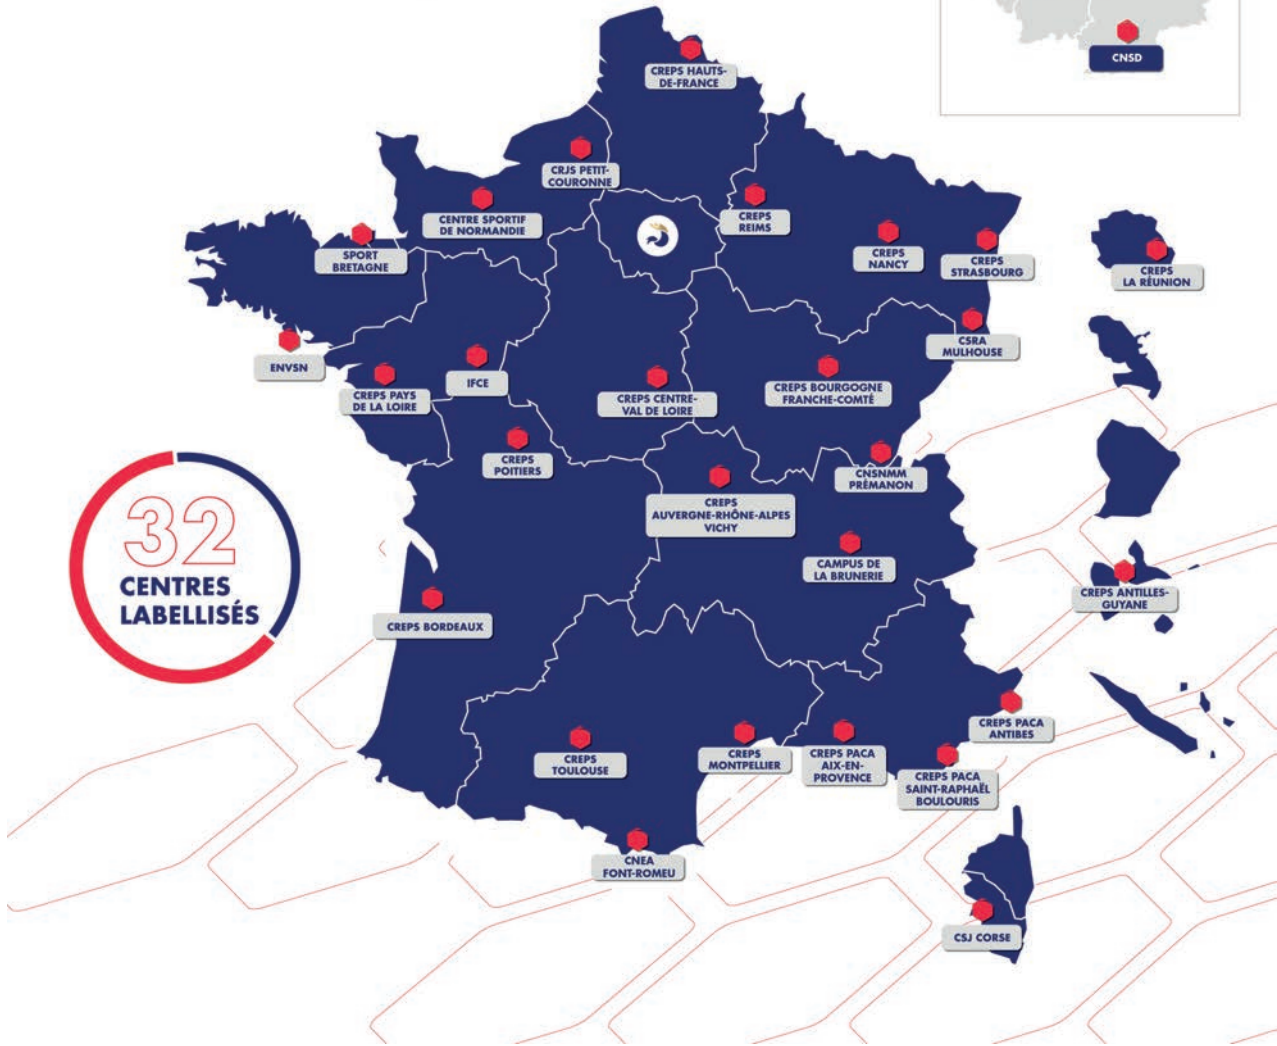 CNSD
CREPS HAUTS-
DE-FRANCE
CRJS PETIT-
COURONNE
CENTRE SPORTIF
DE NORMANDIE
CREPS
REIMS
SPORT
BRETAGNE
CREPS
NANCY
CREPS
STRASBOURG
CREPS
LA RÉUNION
CSRA
MULHOUSE
ENVSN
IFCE
CREPS PAYS
DE LA LOIRE
CREPS CENTRE-
VAL DE LOIRE
CREPS BOURGOGNE
FRANCHE-COMTÉ
CREPS
POITIERS
CNSNMM
PRÉMANON
CREPS
AUVERGNE-RHÔNE-ALPES
VICHY
32
CENTRES
LABELLISÉS
CAMPUS DE
LA BRUNERIE
CREPS ANTILLES-
GUYANE
CREPS BORDEAUX
CREPS PACA
ANTIBES
CREPS
TOULOUSE
CREPS
MONTPELLIER
CREPS PACA
AIX-EN-
PROVENCE
CREPS PACA
SAINT-RAPHAËL
BOULOURIS
CNEA
FONT-ROMEU
CSJ CORSE